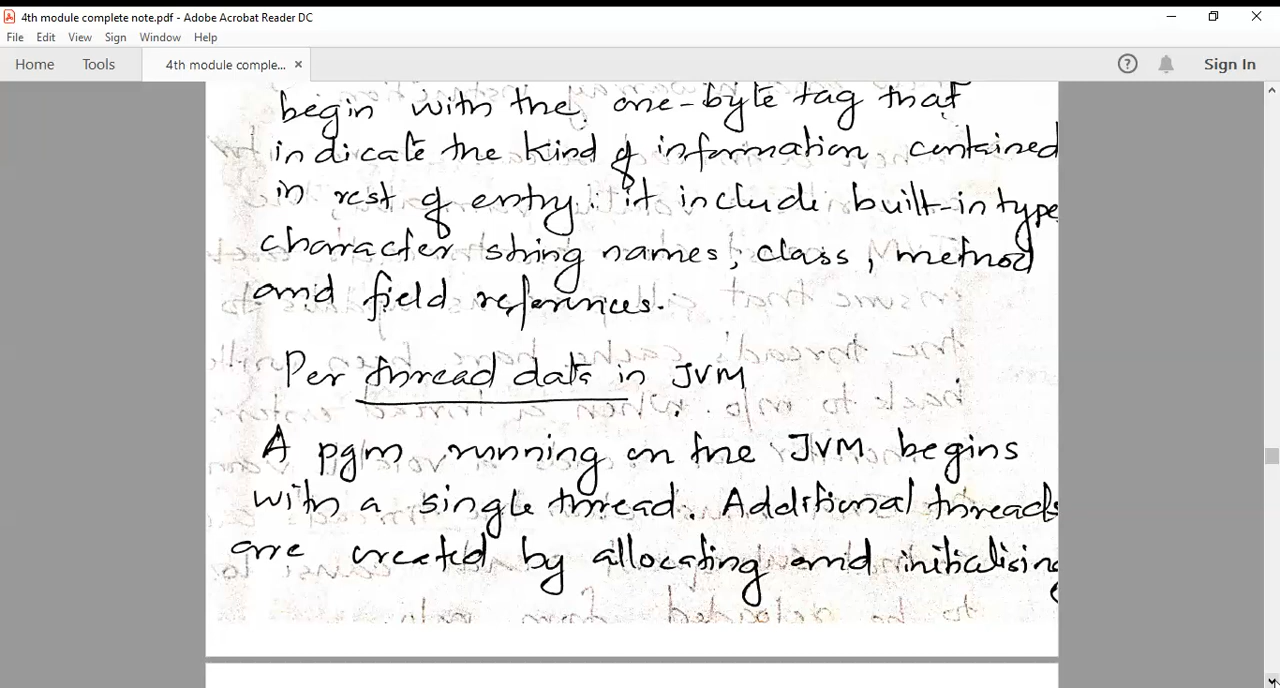 4th module complete note.pdf - Adobe Acrobat Reader DC
File Edit View Sign Window Help
Home Tools 4th module comple... × ? Sign In
begin with the one-byte tag that
indicate the kind of information contained
in rest of entry. it include built-in type
character string names, class, method
and field references.
Per thread data in JVM
A pgm running on the JVM begins
with a single thread. Additional threads
are created by allocating and initialising